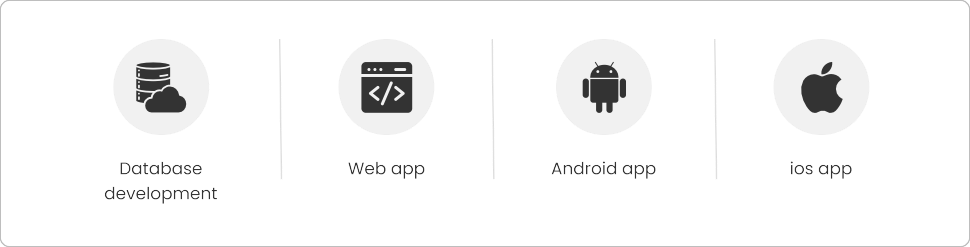 Database
development
Web app
Android app
ios app